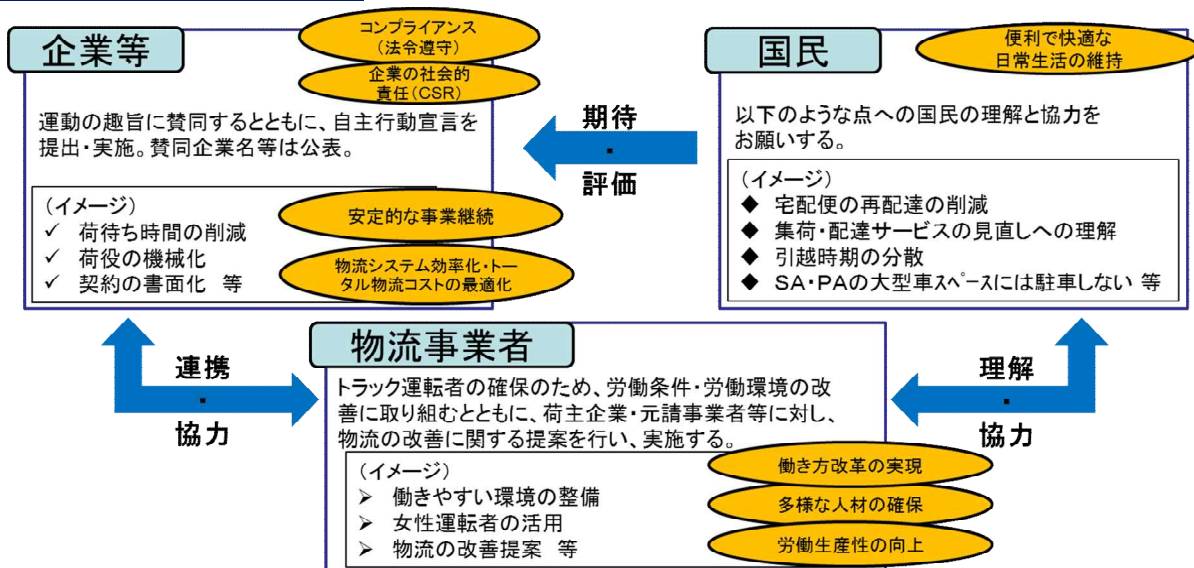 企業等
コンプライアンス
(法令遵守)
企業の社会的
責任(CSR)
運動の趣旨に賛同するとともに、自主行動宣言を
提出・実施。賛同企業名等は公表。
(イメージ)
✓ 荷待ち時間の削減
✓ 荷役の機械化
✓ 契約の書面化 等
安定的な事業継続
物流システム効率化・トー
タル物流コストの最適化
期待
・
評価
国民
便利で快適な
日常生活の維持
以下のような点への国民の理解と協力を
お願いする。
(イメージ)
◆ 宅配便の再配達の削減
◆ 集荷・配達サービスの見直しへの理解
◆ 引越時期の分散
◆ SA・PAの大型車スペースには駐車しない 等
連携
・
協力
物流事業者
トラック運転者の確保のため、労働条件・労働環境の改
善に取り組むとともに、荷主企業・元請事業者等に対し、
物流の改善に関する提案を行い、実施する。
(イメージ)
➢ 働きやすい環境の整備
➢ 女性運転者の活用
➢ 物流の改善提案 等
働き方改革の実現
多様な人材の確保
労働生産性の向上
理解
・
協力